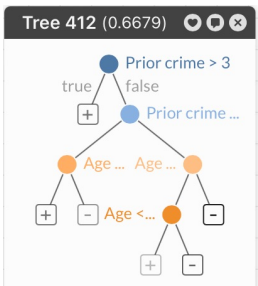 Tree 412 (0.6679)
Prior crime > 3
true false
+
Prior crime ...
Age ... Age ...
+ - Age <... -
+ -